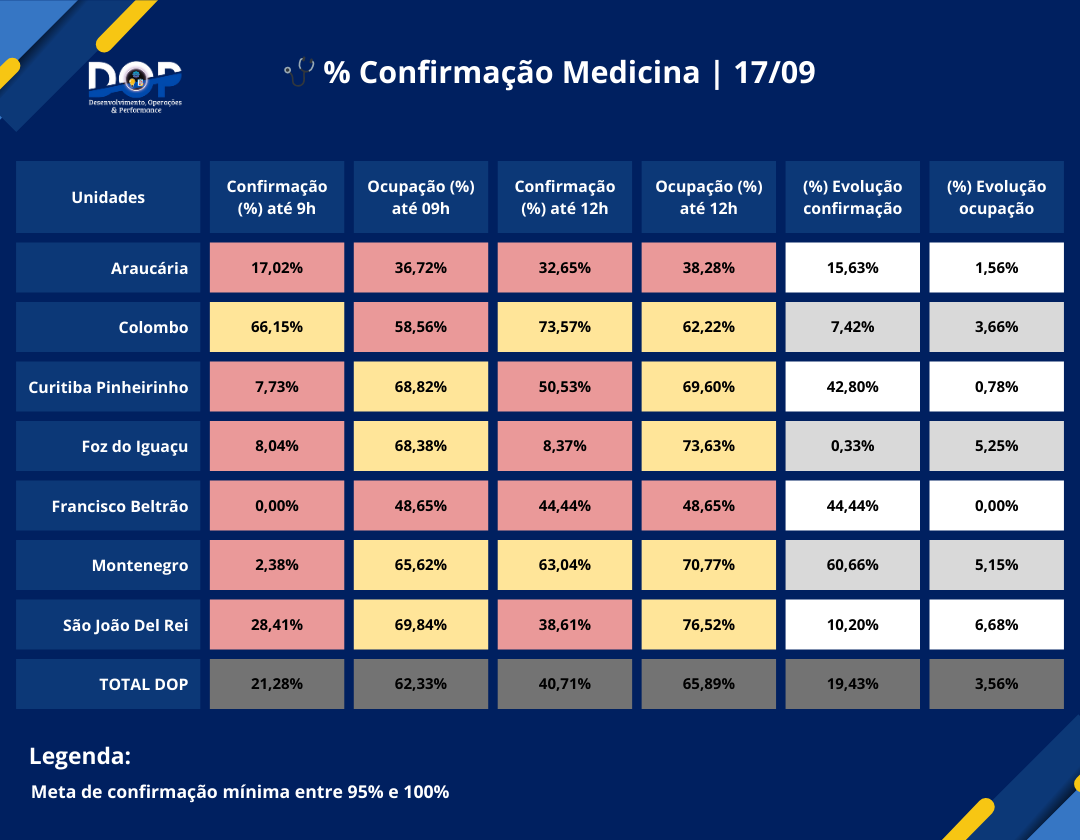 DOP
Desenvolvimento, Operações
& Performance
% Confirmação Medicina | 17/09
Unidades
Confirmação
(%) até 9h
Ocupação (%)
até 09h
Confirmação
(%) até 12h
Ocupação (%)
até 12h
(%) Evolução
confirmação
(%) Evolução
ocupação
Araucária 17,02% 36,72% 32,65% 38,28% 15,63% 1,56%
Colombo 66,15% 58,56% 73,57% 62,22% 7,42% 3,66%
Curitiba Pinheirinho 7,73% 68,82% 50,53% 69,60% 42,80% 0,78%
Foz do Iguaçu 8,04% 68,38% 8,37% 73,63% 0,33% 5,25%
Francisco Beltrão 0,00% 48,65% 44,44% 48,65% 44,44% 0,00%
Montenegro 2,38% 65,62% 63,04% 70,77% 60,66% 5,15%
São João Del Rei 28,41% 69,84% 38,61% 76,52% 10,20% 6,68%
TOTAL DOP 21,28% 62,33% 40,71% 65,89% 19,43% 3,56%
Legenda:
Meta de confirmação mínima entre 95% e 100%